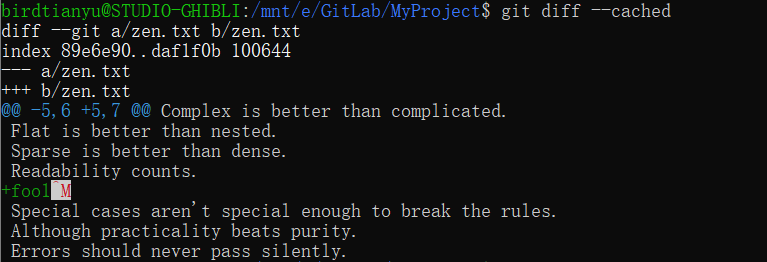 birdtianyu@STUDIO-GHIBLI:/mnt/e/GitLab/MyProject$ git diff --cached
diff --git a/zen.txt b/zen.txt
index 89e6e90..daf1f0b 100644
--- a/zen.txt
+++ b/zen.txt
@@ -5,6 +5,7 @@ Complex is better than complicated.
 Flat is better than nested.
 Sparse is better than dense.
 Readability counts.
+fool^M
 Special cases aren't special enough to break the rules.
 Although practicality beats purity.
 Errors should never pass silently.